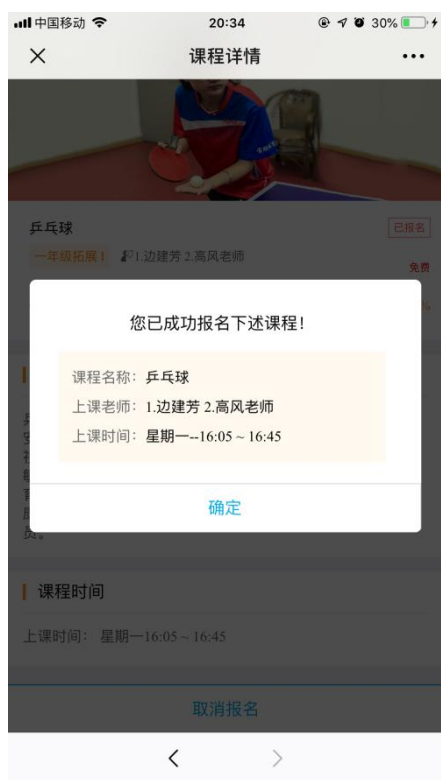 中国移动 20:34 30%
课程详情
乒乓球 已报名
一年级拓展1 1.边建芳 2.高风老师
免费
您已成功报名下述课程!
课程名称: 乒乓球
上课老师: 1.边建芳 2.高风老师
上课时间: 星期一--16:05 ~ 16:45
确定
员。
课程时间
上课时间: 星期一16:05 ~ 16:45
取消报名